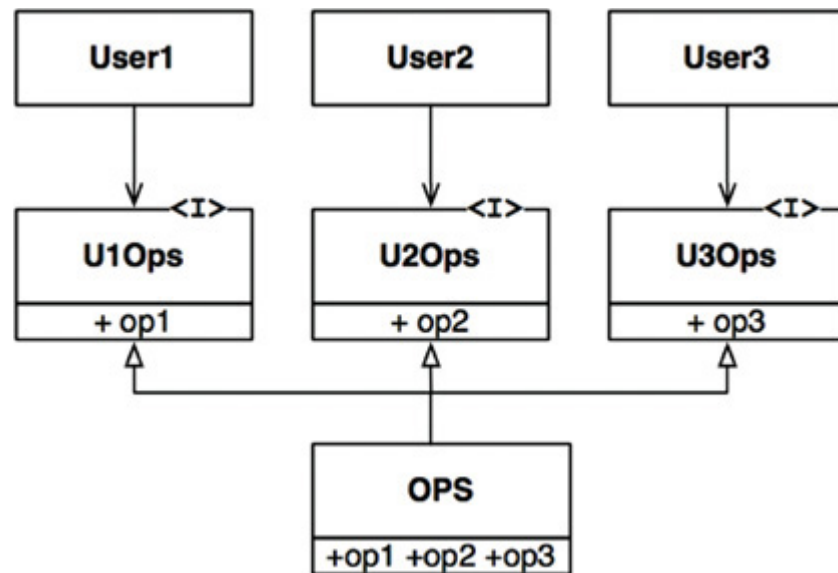 User1
User2
User3
<I>
<I>
<I>
U1Ops
U2Ops
U3Ops
+ op1
+ op2
+ op3
OPS
+op1 +op2 +op3